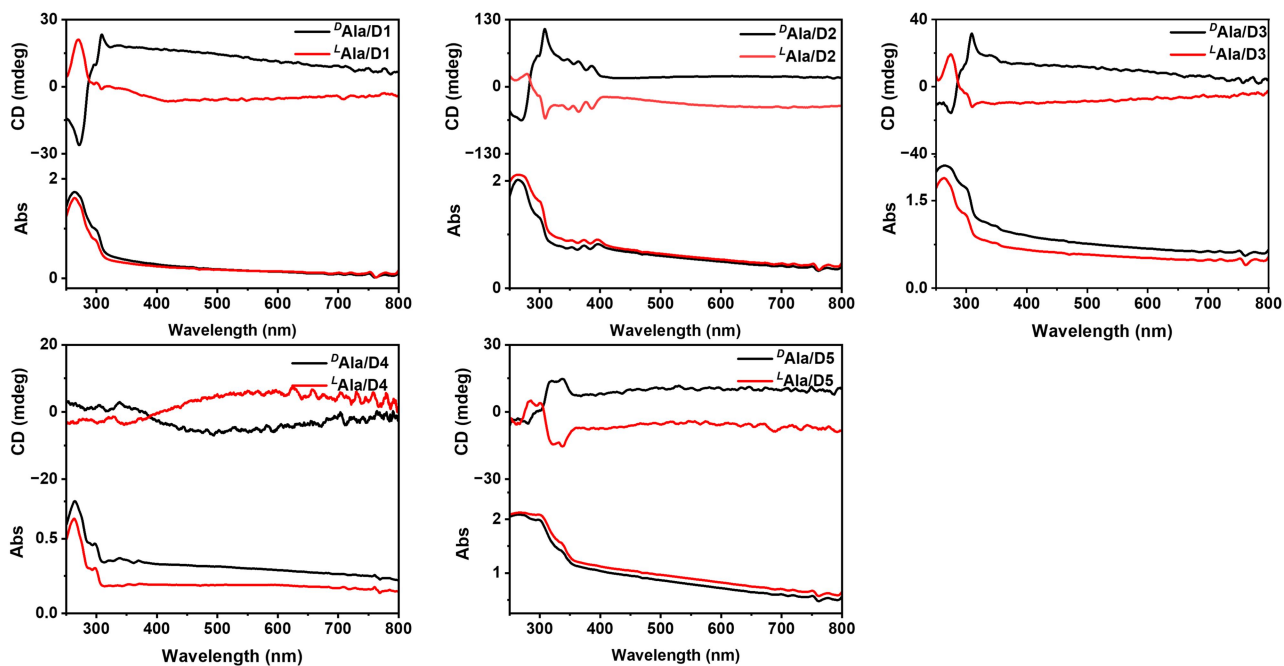 CD (mdeg)
30
0
−30
ᴰAla/D1
ᴸAla/D1
Abs
2
0
300 400 500 600 700 800
Wavelength (nm)
CD (mdeg)
130
0
−130
ᴰAla/D2
ᴸAla/D2
Abs
2
0
300 400 500 600 700 800
Wavelength (nm)
CD (mdeg)
40
0
−40
ᴰAla/D3
ᴸAla/D3
Abs
1.5
0.0
300 400 500 600 700 800
Wavelength (nm)
CD (mdeg)
20
0
−20
ᴰAla/D4
ᴸAla/D4
Abs
0.5
0.0
300 400 500 600 700 800
Wavelength (nm)
CD (mdeg)
30
0
−30
ᴰAla/D5
ᴸAla/D5
Abs
2
1
300 400 500 600 700 800
Wavelength (nm)